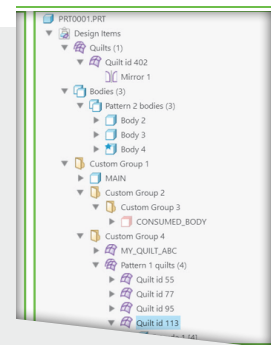 PRT0001.PRT
Design Items
Quilts (1)
Quilt id 402
Mirror 1
Bodies (3)
Pattern 2 bodies (3)
Body 2
Body 3
Body 4
Custom Group 1
MAIN
Custom Group 2
Custom Group 3
CONSUMED_BODY
Custom Group 4
MY_QUILT_ABC
Pattern 1 quilts (4)
Quilt id 55
Quilt id 77
Quilt id 95
Quilt id 113